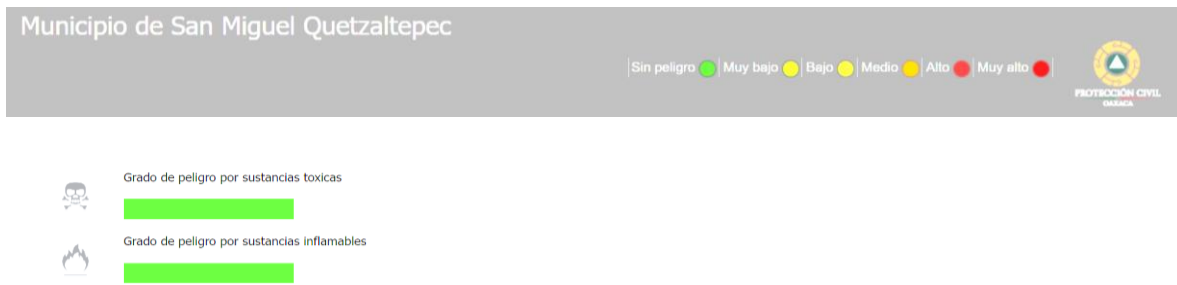 Municipio de San Miguel Quetzaltepec
Sin peligro Muy bajo Bajo Medio Alto Muy alto
PROTECCIÓN CIVIL
OAXACA
Grado de peligro por sustancias toxicas
Grado de peligro por sustancias inflamables